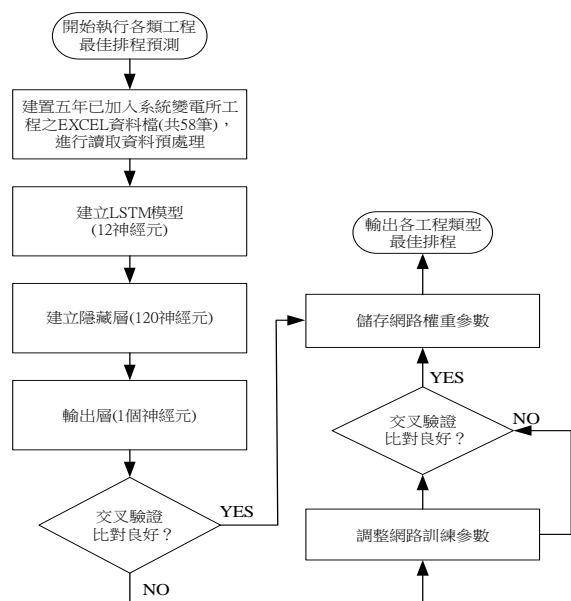 開始執行各類工程
最佳排程預測
建置五年已加入系統變電所工
程之EXCEL資料檔(共58筆)，
進行讀取資料預處理
建立LSTM模型
(12神經元)
建立隱藏層(120神經元)
輸出層(1個神經元)
交叉驗證
比對良好？
YES
NO
輸出各工程類型
最佳排程
儲存網路權重參數
YES
交叉驗證
比對良好？
NO
調整網路訓練參數